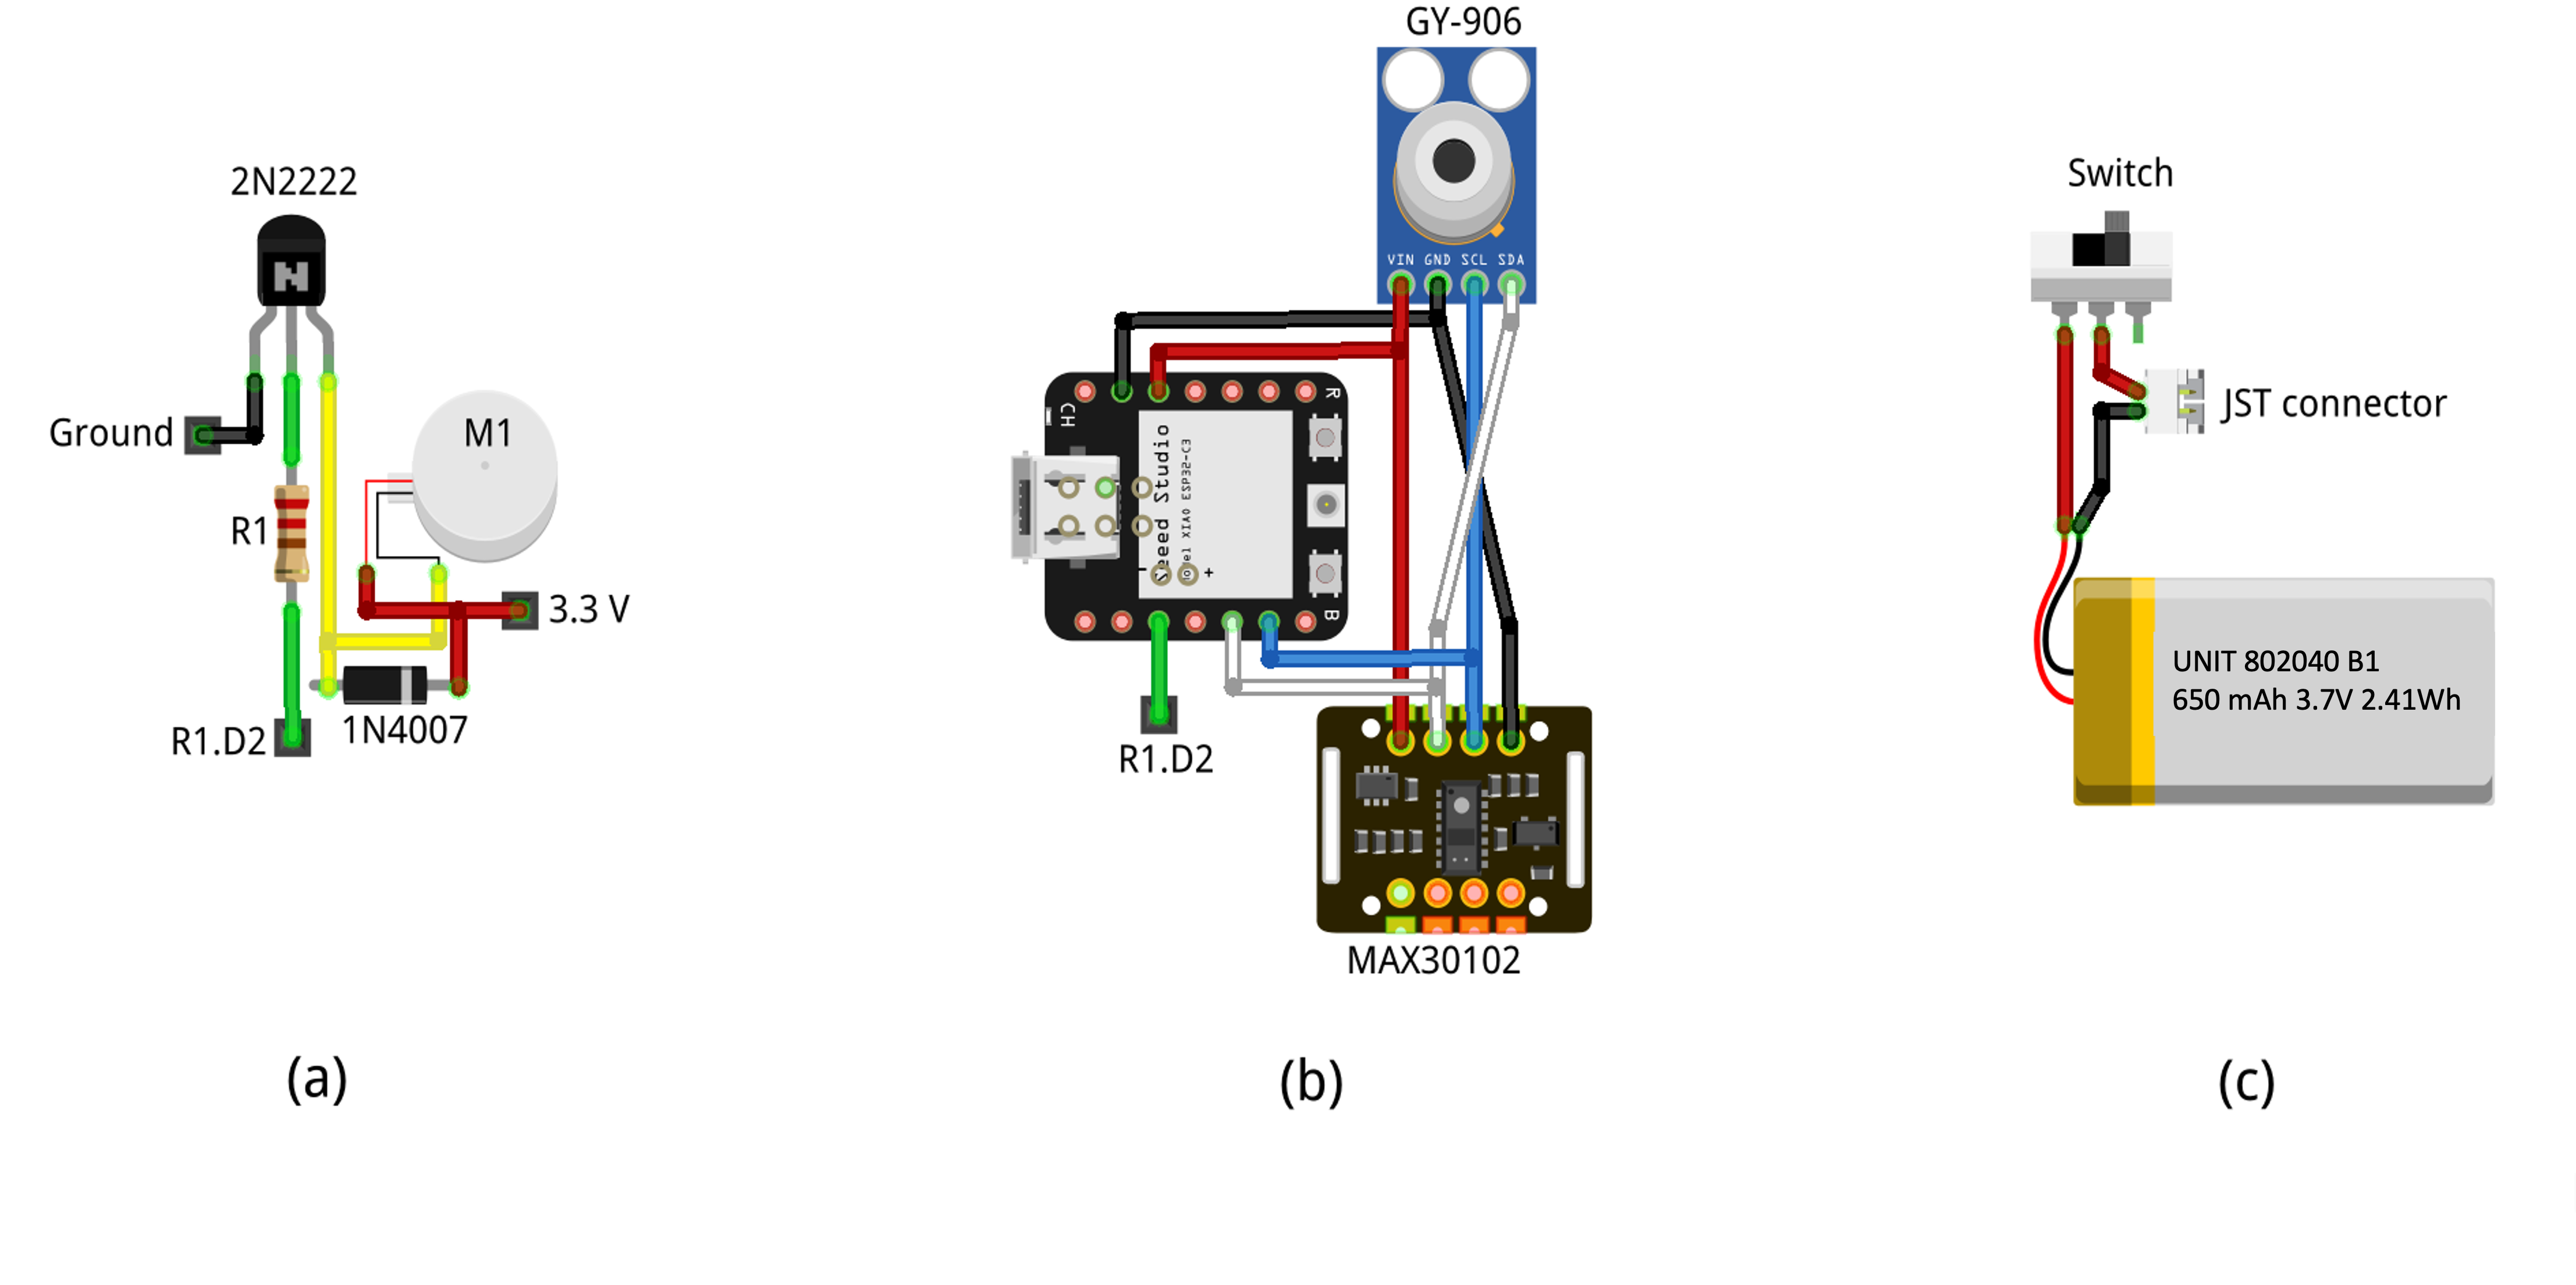 2N2222
N
Ground
M1
R1
3.3 V
1N4007
R1.D2
(a)
GY-906
VIN GND SCL SDA
R
CH
Seeed Studio
XIAO ESP32-C3
- +
B
R1.D2
MAX30102
(b)
Switch
JST connector
UNIT 802040 B1
650 mAh 3.7V 2.41Wh
(c)